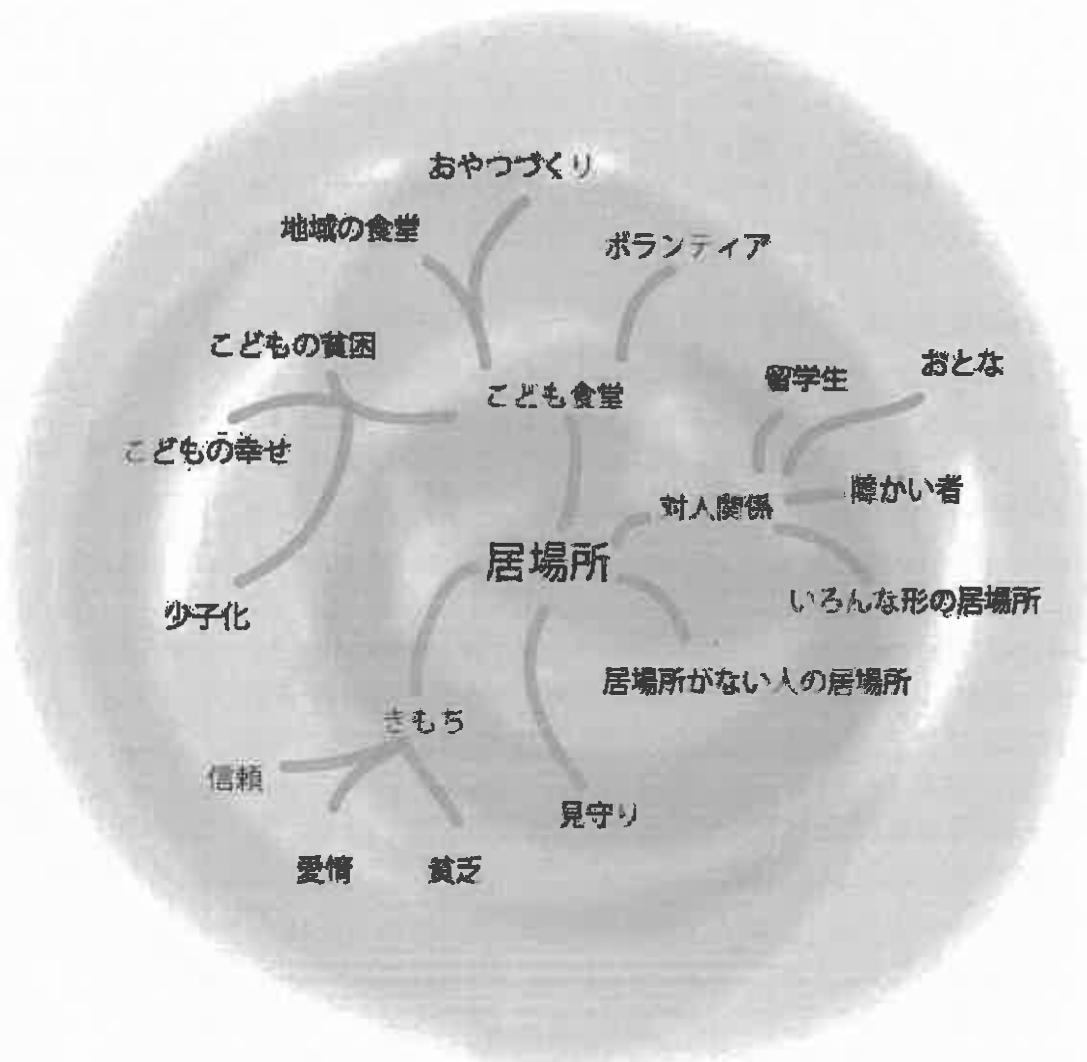 おやつづくり
地域の食堂
ボランティア
こどもの貧困
おとな
留学生
こども食堂
こどもの幸せ
障かい者
対人関係
居場所
いろんな形の居場所
少子化
居場所がない人の居場所
きもち
信頼
見守り
愛情
貧乏